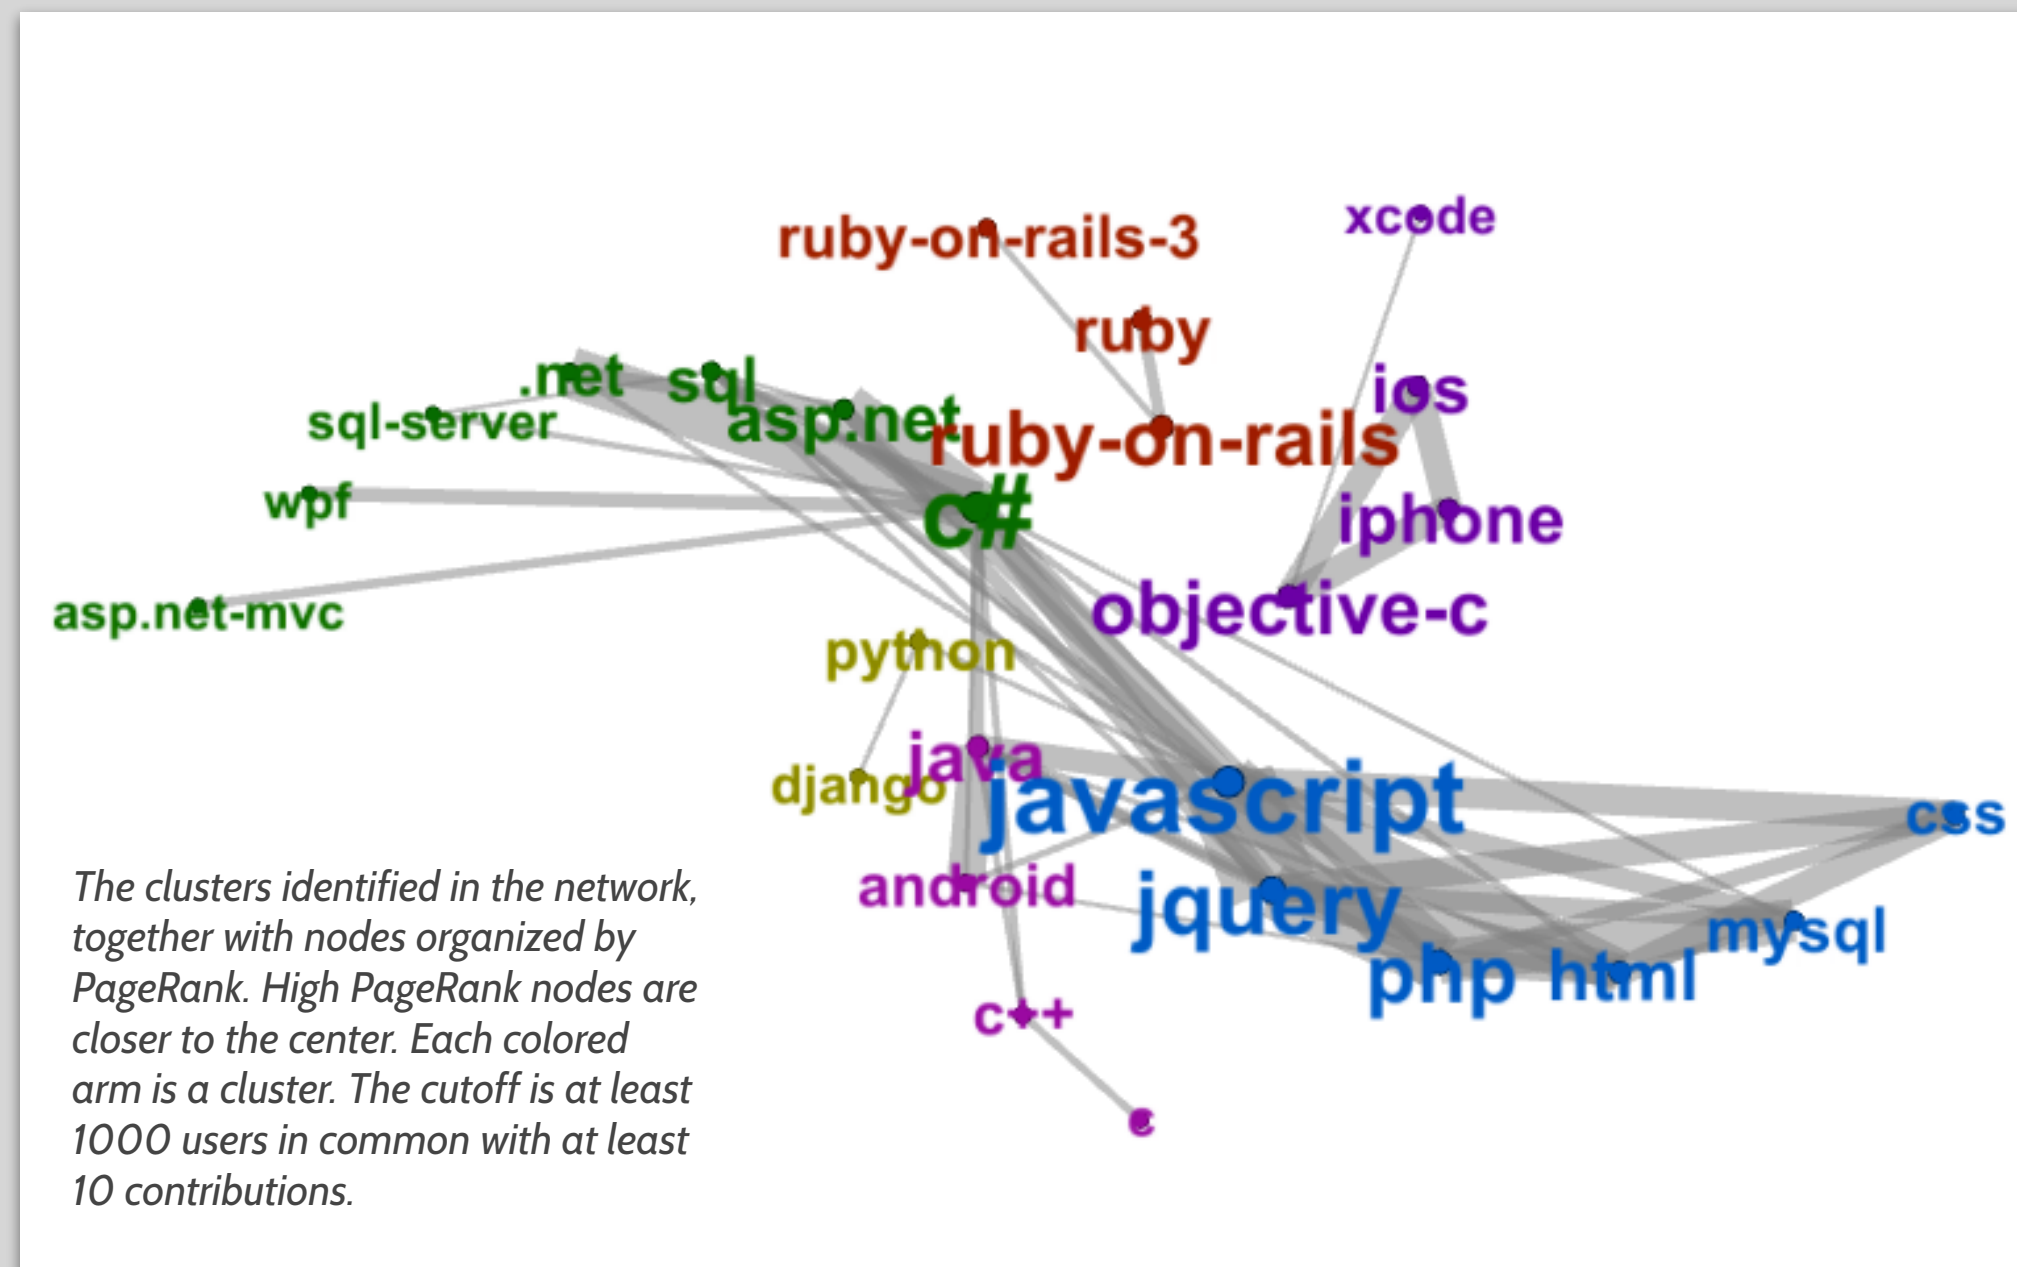 ruby-on-rails-3
xcode
ruby
.net
sql
ios
sql-server
asp.net
ruby-on-rails
wpf
c#
iphone
asp.net-mvc
objective-c
python
java
django
javascript
css
android
jquery
mysql
php
html
c++
c
The clusters identified in the network,
together with nodes organized by
PageRank. High PageRank nodes are
closer to the center. Each colored
arm is a cluster. The cutoff is at least
1000 users in common with at least
10 contributions.